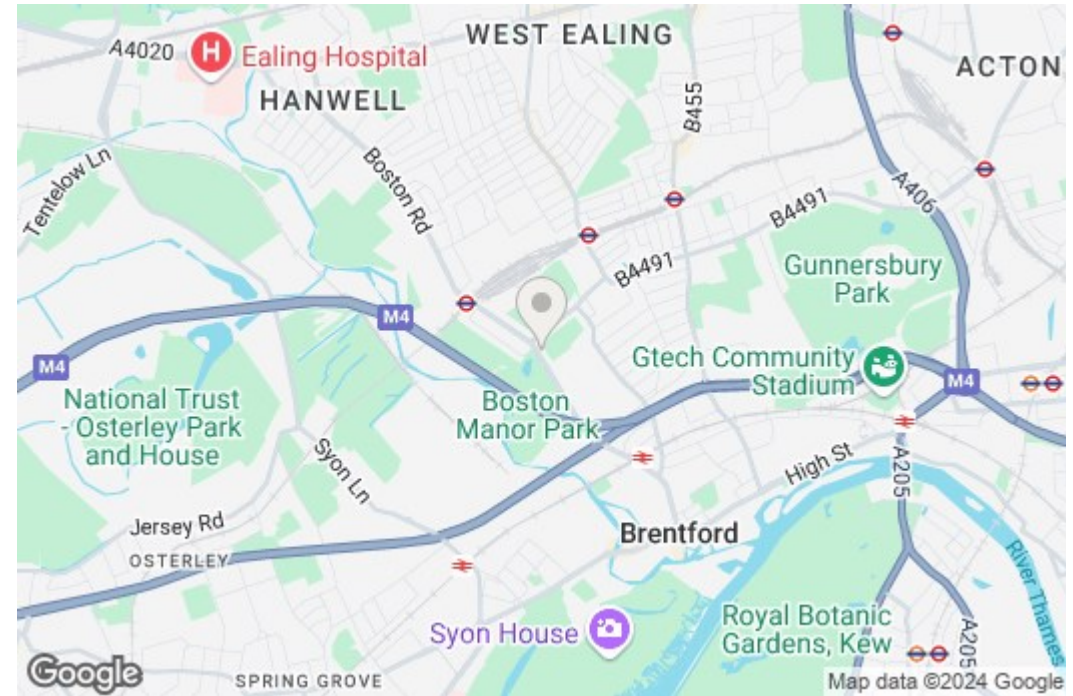 WEST EALING
A4020
H
Ealing Hospital
ACTON
HANWELL
B455
Tentelow Ln
Boston Rd
A406
B4491
B4491
Gunnersbury
Park
M4
M4
Gtech Community
Stadium
M4
National Trust
- Osterley Park
and House
Boston
Manor Park
Syon Ln
High St
A205
Jersey Rd
Brentford
OSTERLEY
River Thames
Royal Botanic
Gardens, Kew
Syon House
A205
Google
SPRING GROVE
Map data ©2024 Google